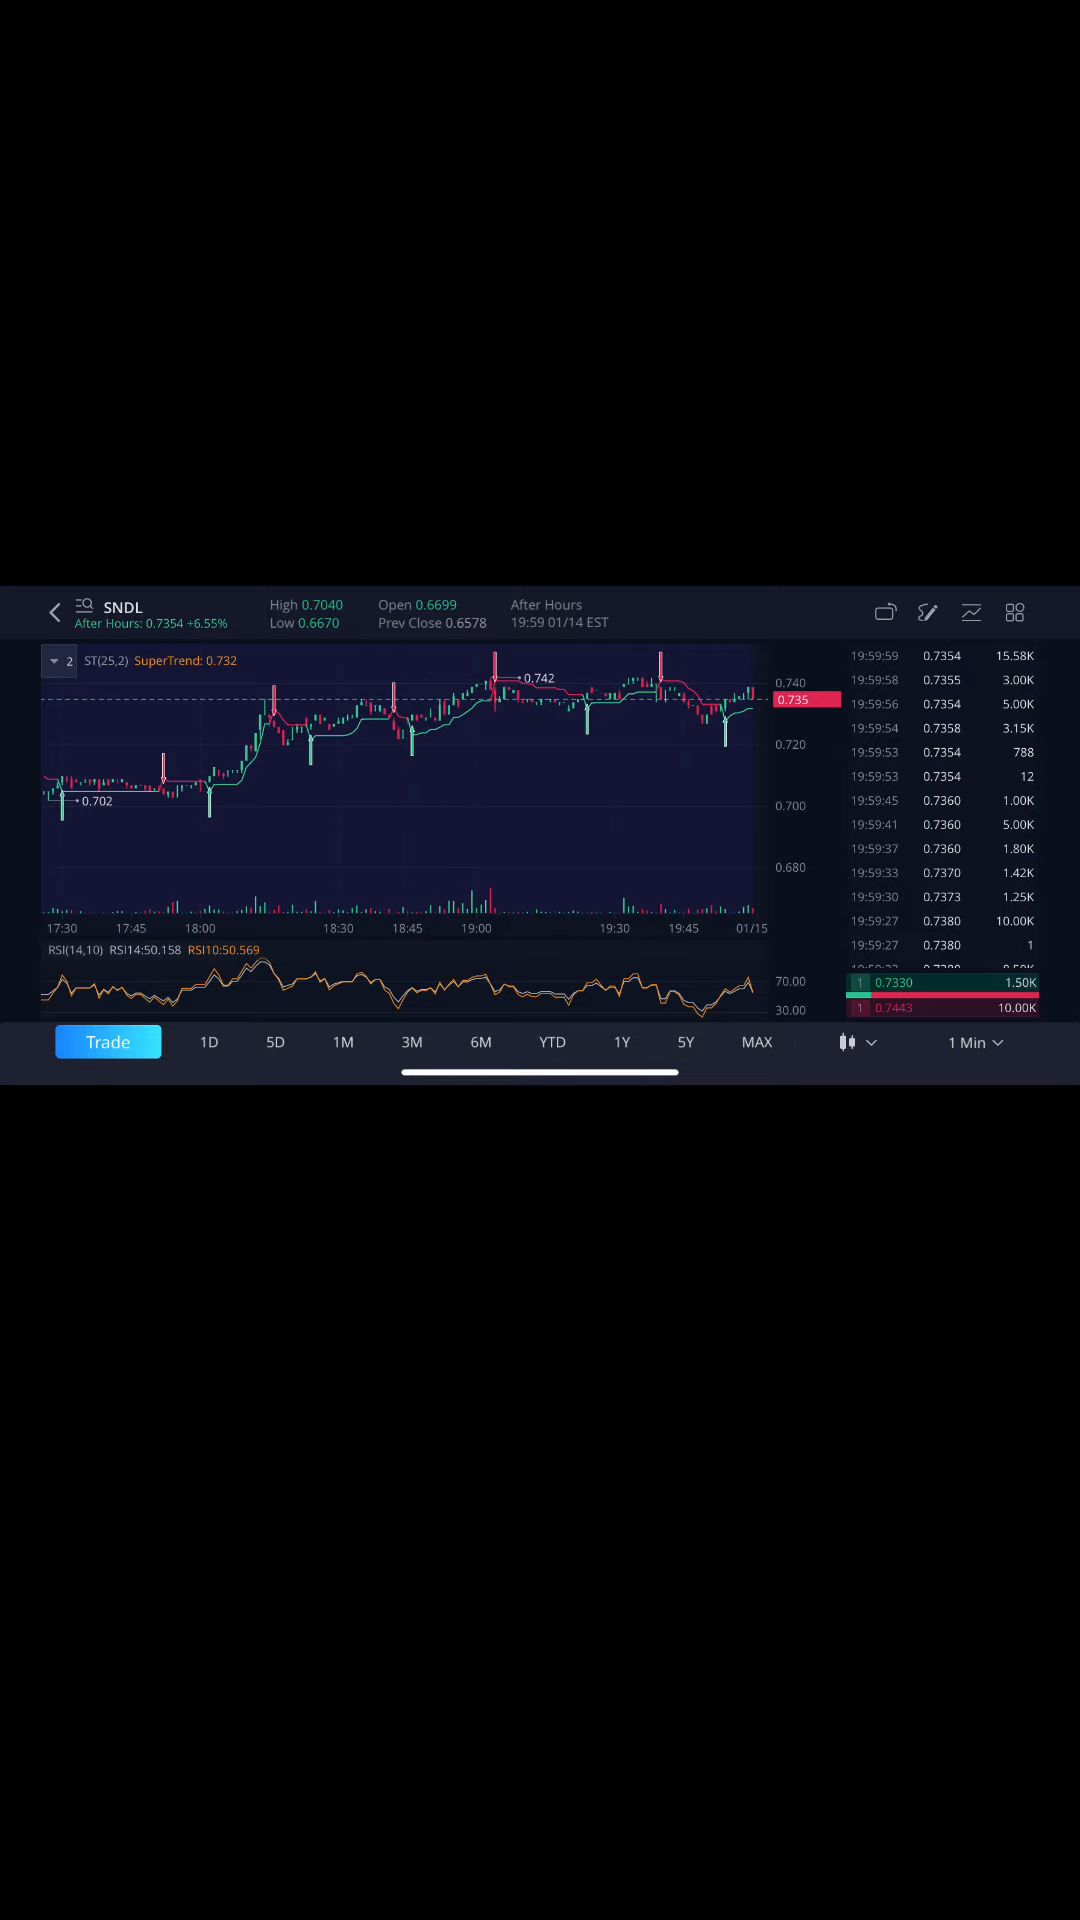 SNDL
After Hours: 0.7354 +6.55%
High 0.7040
Low 0.6670
Open 0.6699
Prev Close 0.6578
After Hours
19:59 01/14 EST
2 ST(25,2) SuperTrend: 0.732
0.742
0.702
0.740
0.735
0.720
0.700
0.680
17:30 17:45 18:00 18:30 18:45 19:00 19:30 19:45 01/15
RSI(14,10) RSI14:50.158 RSI10:50.569
70.00
30.00
19:59:59 0.7354 15.58K
19:59:58 0.7355 3.00K
19:59:56 0.7354 5.00K
19:59:54 0.7358 3.15K
19:59:53 0.7354 788
19:59:53 0.7354 12
19:59:45 0.7360 1.00K
19:59:41 0.7360 5.00K
19:59:37 0.7360 1.80K
19:59:33 0.7370 1.42K
19:59:30 0.7373 1.25K
19:59:27 0.7380 10.00K
19:59:27 0.7380 1
1 0.7330 1.50K
1 0.7443 10.00K
Trade 1D 5D 1M 3M 6M YTD 1Y 5Y MAX 1 Min